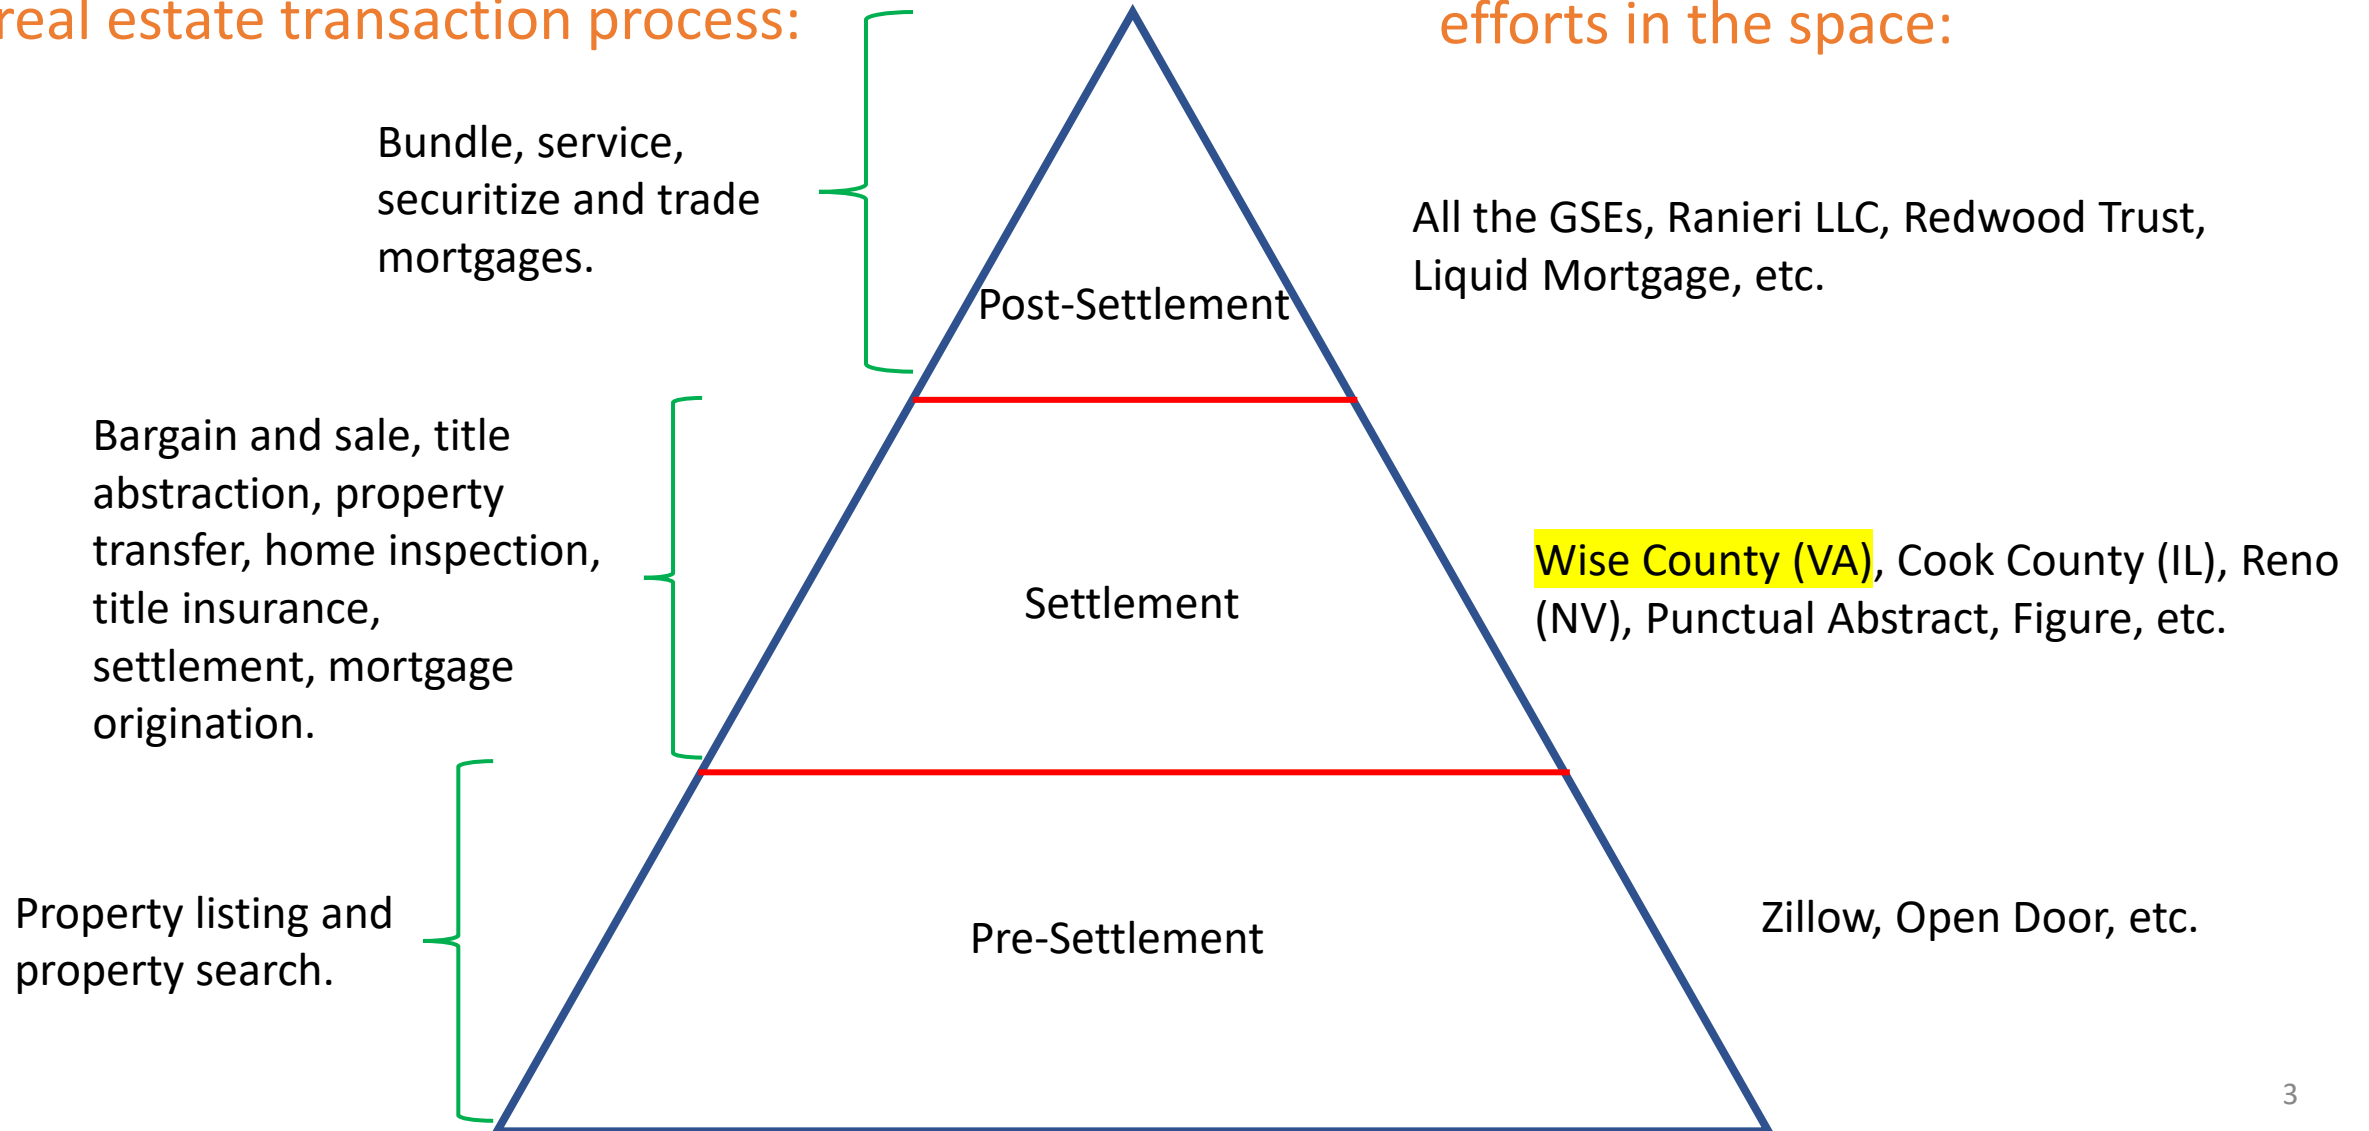 real estate transaction process:
efforts in the space:
Bundle, service,
securitize and trade
mortgages.
Post-Settlement
All the GSEs, Ranieri LLC, Redwood Trust,
Liquid Mortgage, etc.
Bargain and sale, title
abstraction, property
transfer, home inspection,
title insurance,
settlement, mortgage
origination.
Settlement
Wise County (VA), Cook County (IL), Reno
(NV), Punctual Abstract, Figure, etc.
Property listing and
property search.
Pre-Settlement
Zillow, Open Door, etc.
3